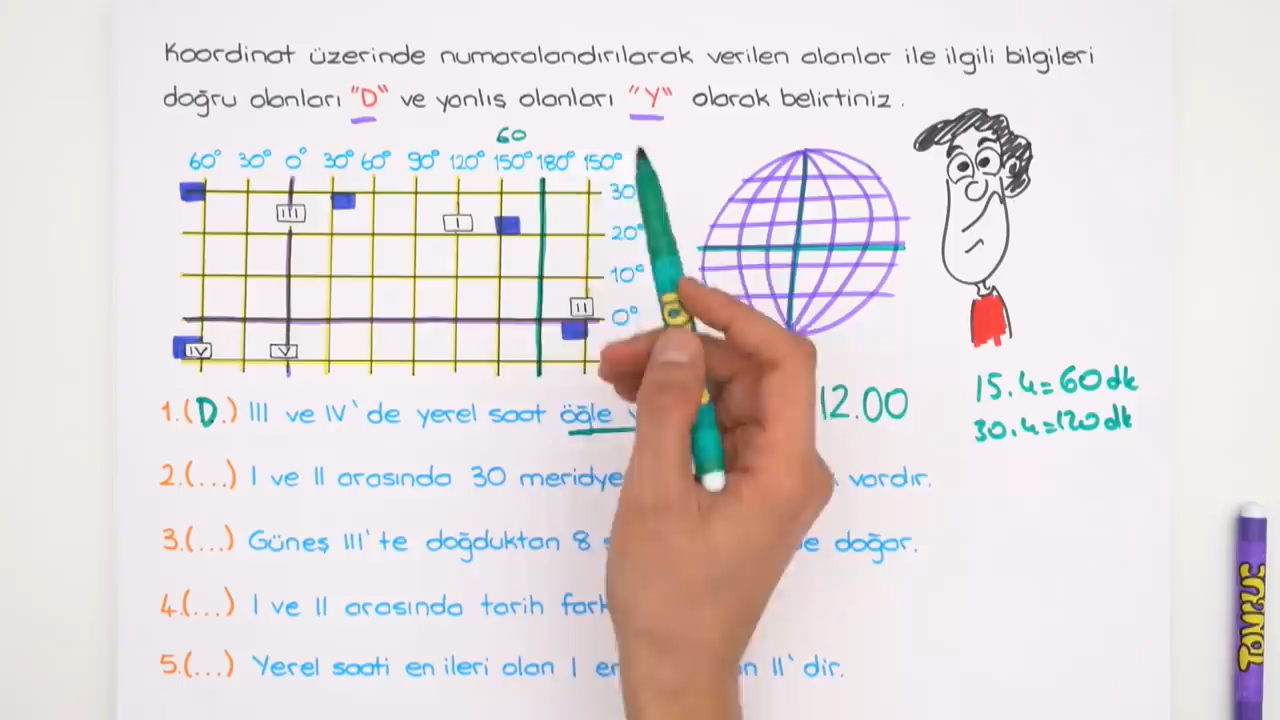 Koordinat üzerinde numaralandırılarak verilen alanlar ile ilgili bilgileri
doğru olanları "D" ve yanlış olanları "Y" olarak belirtiniz.
60
60° 30° 0° 30° 60° 90° 120° 150° 180° 150°
30
III
I
20°
10°
II
0°
IV
V
15.4=60dk
30.4=120dk
1.(D.) III ve IV`de yerel saat öğle 12.00
2.(...) I ve II arasında 30 meridye vardır.
3.(...) Güneş III`te doğduktan 8 doğar.
4.(...) I ve II arasında tarih
5.(...) Yerel saati en ileri olan I II`dir.
TONGUÇ